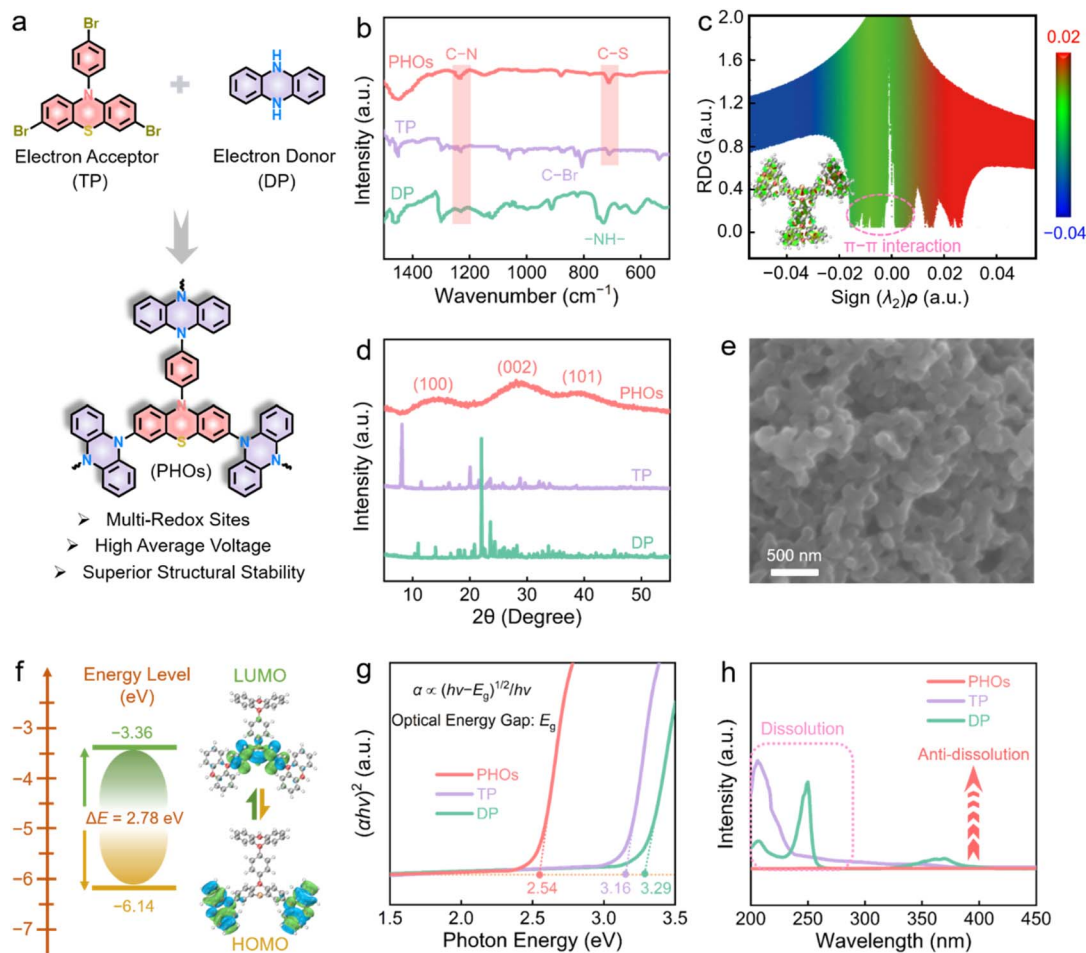 a
Br
N
Br
S
Br
Electron Acceptor
(TP)
+
H
N
N
H
Electron Donor
(DP)
N
N
N
N
S
N
N
N
(PHOs)
➢ Multi-Redox Sites
➢ High Average Voltage
➢ Superior Structural Stability
b
C−N
C−S
PHOs
TP
C-Br
DP
−NH−
Intensity (a.u.)
1400 1200 1000 800 600
Wavenumber (cm⁻¹)
c
2.0
1.6
1.2
0.8
0.4
0.0
RDG (a.u.)
π−π interaction
−0.04 −0.02 0.00 0.02 0.04
Sign (λ₂)ρ (a.u.)
0.02
−0.04
d
(100)
(002)
(101)
PHOs
TP
DP
Intensity (a.u.)
10 20 30 40 50
2θ (Degree)
e
500 nm
f
Energy Level
(eV)
−3
−4
−5
−6
−7
−3.36
ΔE = 2.78 eV
−6.14
LUMO
HOMO
g
α ∝ (hν−Eg)^1/2/hν
Optical Energy Gap: Eg
PHOs
TP
DP
2.54
3.16
3.29
(αhν)²  (a.u.)
1.5 2.0 2.5 3.0 3.5
Photon Energy (eV)
h
PHOs
TP
DP
Dissolution
Anti-dissolution
Intensity (a.u.)
200 250 300 350 400 450
Wavelength (nm)